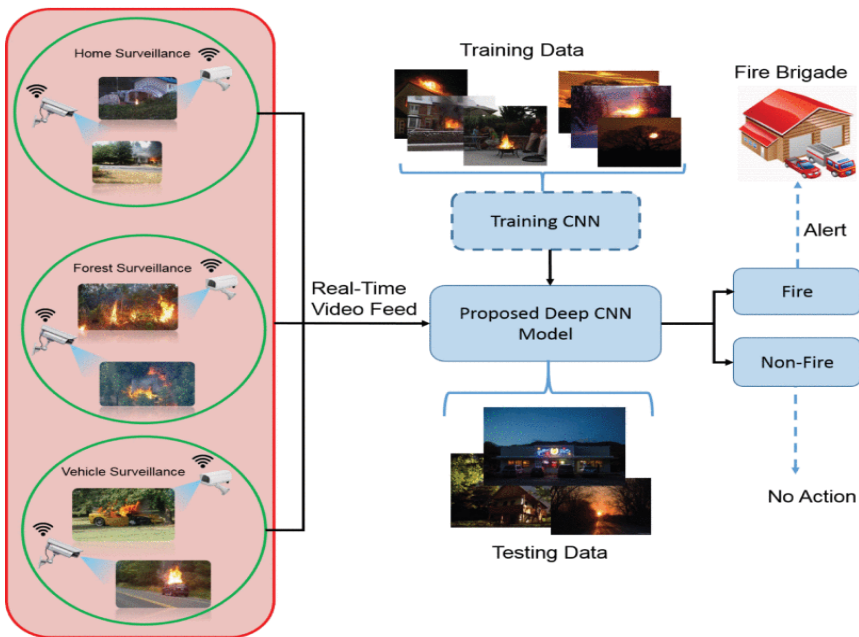 Home Surveillance
Forest Surveillance
Vehicle Surveillance
Real-Time
Video Feed
Training Data
Training CNN
Proposed Deep CNN
Model
Testing Data
Fire Brigade
Alert
Fire
Non-Fire
No Action